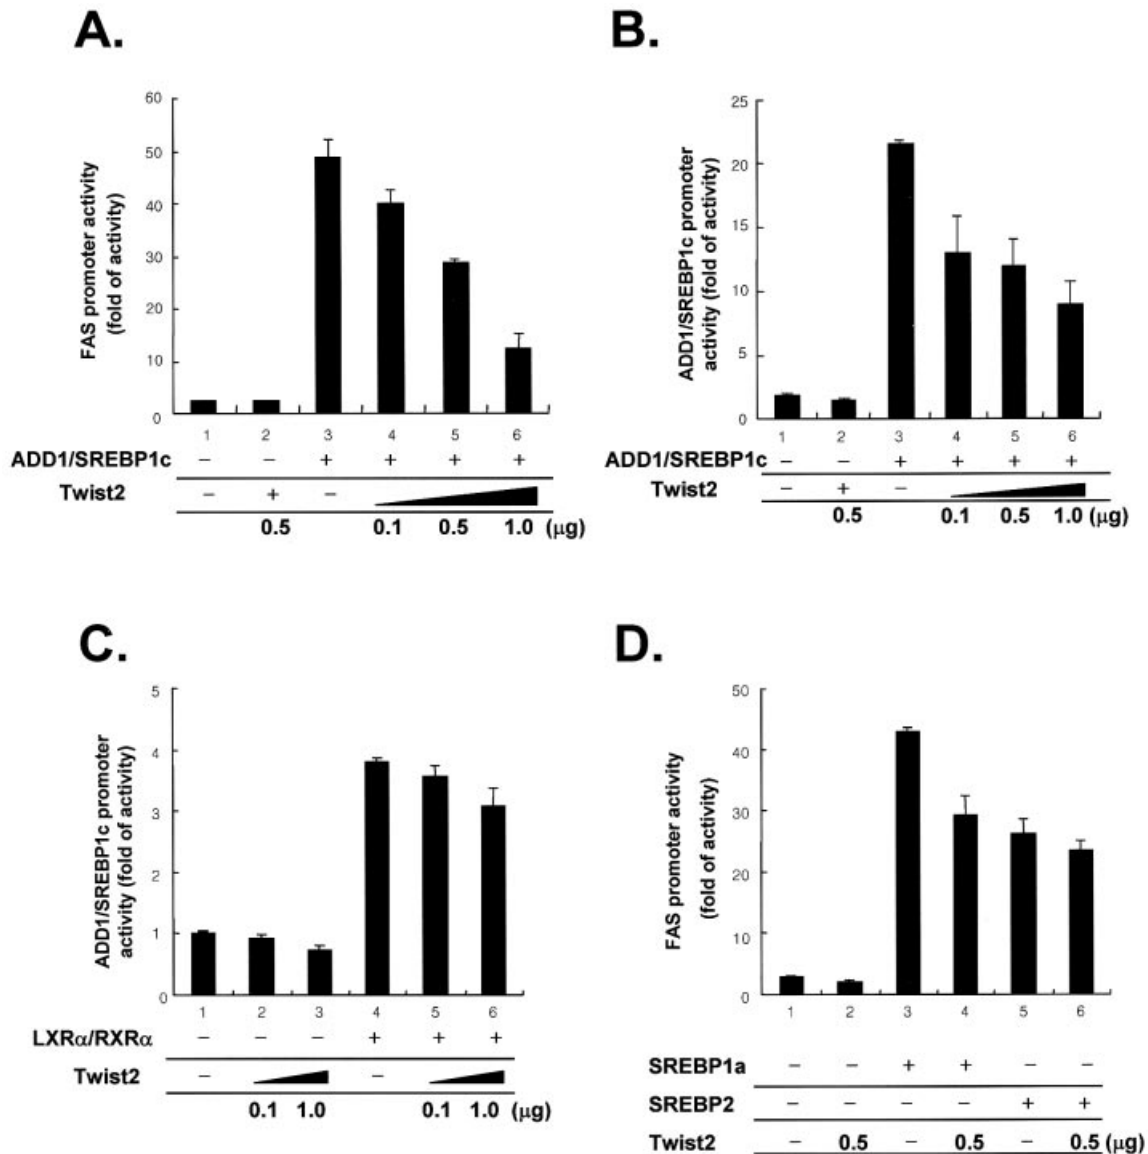 A.
FAS promoter activity
(fold of activity)
60
50
40
30
20
10
0
1 2 3 4 5 6
ADD1/SREBP1c − − + + + +
Twist2 − + −
0.5 0.1 0.5 1.0 (μg)
B.
ADD1/SREBP1c promoter
activity (fold of activity)
25
20
15
10
5
0
1 2 3 4 5 6
ADD1/SREBP1c − − + + + +
Twist2 − + −
0.5 0.1 0.5 1.0 (μg)
C.
ADD1/SREBP1c promoter
activity (fold of activity)
5
4
3
2
1
0
1 2 3 4 5 6
LXRα/RXRα − − − + + +
Twist2 − −
0.1 1.0 0.1 1.0 (μg)
D.
FAS promoter activity
(fold of activity)
50
40
30
20
10
0
1 2 3 4 5 6
SREBP1a − − + + − −
SREBP2 − − − − + +
Twist2 − 0.5 − 0.5 − 0.5 (μg)